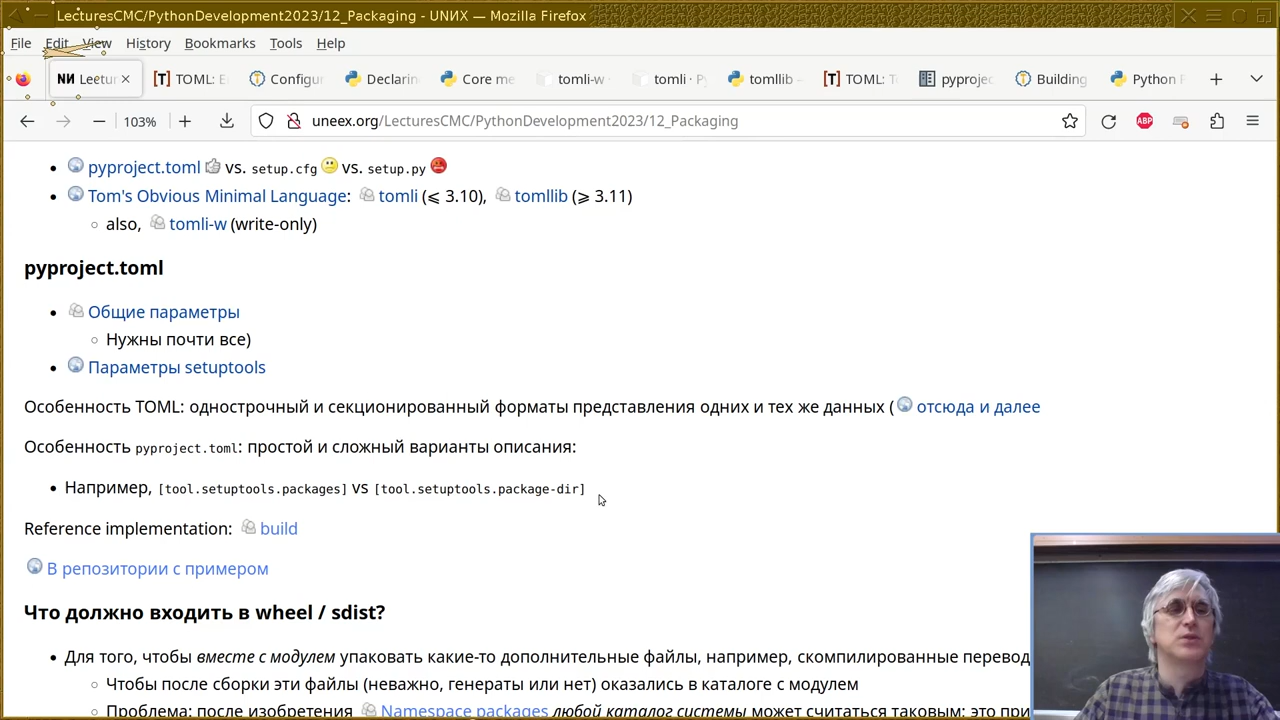 LecturesCMC/PythonDevelopment2023/12_Packaging - UNИX — Mozilla Firefox
File Edit View History Bookmarks Tools Help
NИ Lectur × [T] TOML: E Configur Declarin Core me tomli-w tomli · P tomllib - [T] TOML: T pyprojec Building Python P
103% uneex.org/LecturesCMC/PythonDevelopment2023/12_Packaging ABP
• pyproject.toml vs. setup.cfg vs. setup.py
• Tom's Obvious Minimal Language: tomli (⩽ 3.10), tomllib (⩾ 3.11)
○ also, tomli-w (write-only)
pyproject.toml
• Общие параметры
○ Нужны почти все)
• Параметры setuptools
Особенность TOML: однострочный и секционированный форматы представления одних и тех же данных ( отсюда и далее
Особенность pyproject.toml: простой и сложный варианты описания:
• Например, [tool.setuptools.packages] vs [tool.setuptools.package-dir]
Reference implementation: build
В репозитории с примером
Что должно входить в wheel / sdist?
• Для того, чтобы вместе с модулем упаковать какие-то дополнительные файлы, например, скомпилированные перевод
○ Чтобы после сборки эти файлы (неважно, генераты или нет) оказались в каталоге с модулем
○ Проблема: после изобретения Namespace packages любой каталог системы может считаться таковым; это при